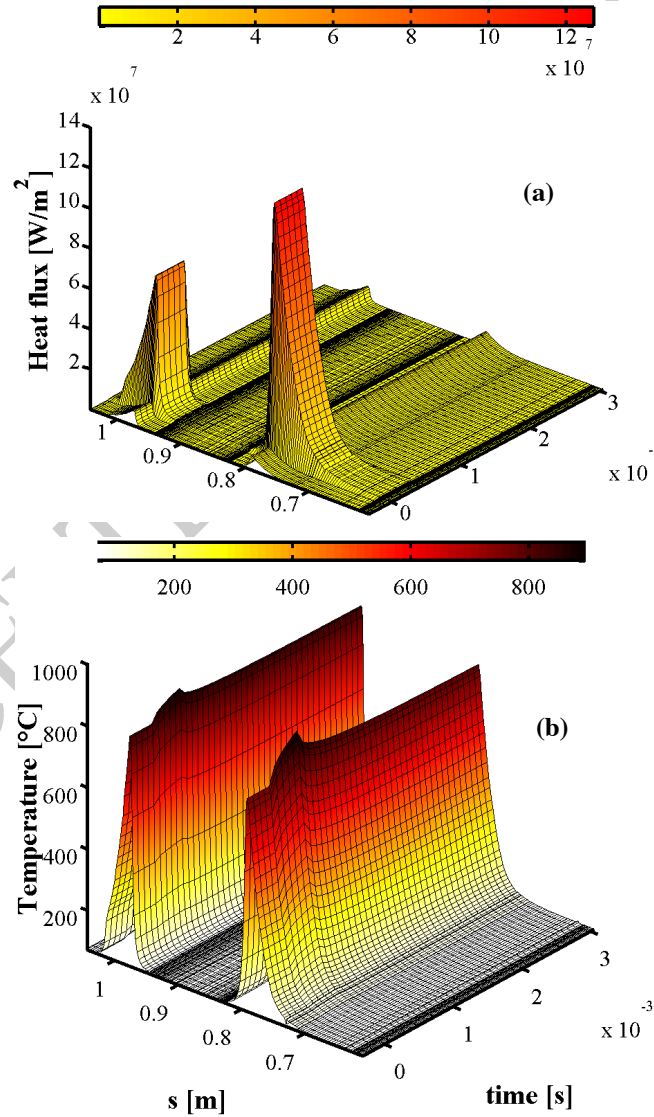 2 4 6 8 10 12
x 10 7
x 10 7
14
12
10
8
6
4
2
Heat flux [W/m2]
(a)
1 0.9 0.8 0.7
0 1 2 3
x 10-
200 400 600 800
1000
800
600
400
200
Temperature [°C]
(b)
1 0.9 0.8 0.7
0 1 2 3
x 10-3
s [m] time [s]